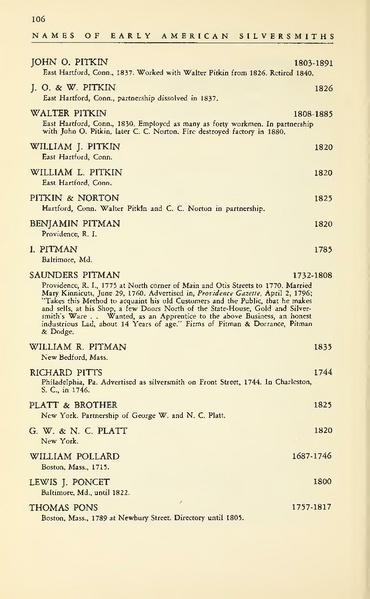 106
NAMES OF EARLY AMERICAN SILVERSMITHS
JOHN O. PITKIN 1803-1891
East Hartford, Conn., 1837. Worked with Walter Pitkin from 1826. Retired 1840.
J. O. & W. PITKIN 1826
East Hartford, Conn., partnership dissolved in 1837.
WALTER PITKIN 1808-1885
East Hartford, Conn., 1830. Employed as many as forty workmen. In partnership
with John O. Pitkin, later C. C. Norton. Fire destroyed factory in 1880.
WILLIAM J. PITKIN 1820
East Hartford, Conn.
WILLIAM L. PITKIN 1820
East Hartford, Conn.
PITKIN & NORTON 1825
Hartford, Conn. Walter Pitkin and C. C. Norton in partnership.
BENJAMIN PITMAN 1820
Providence, R. I.
I. PITMAN 1785
Baltimore, Md.
SAUNDERS PITMAN 1732-1808
Providence, R. I., 1775 at North corner of Main and Otis Streets to 1770. Married
Mary Kinnicuts, June 29, 1760. Advertised in, Providence Gazette, April 2, 1796;
"Takes this Method to acquaint his old Customers and the Public, that he makes
and sells, at his Shop, a few Doors North of the State-House, Gold and Silver-
smith's Ware . . Wanted, as an Apprentice to the above Business, an honest
industrious Lad, about 14 Years of age." Firms of Pitman & Dorrance, Pitman
& Dodge.
WILLIAM R. PITMAN 1835
New Bedford, Mass.
RICHARD PITTS 1744
Philadelphia, Pa. Advertised as silversmith on Front Street, 1744. In Charleston,
S. C., in 1746.
PLATT & BROTHER 1825
New York. Partnership of George W. and N. C. Platt.
G. W. & N. C. PLATT 1820
New York.
WILLIAM POLLARD 1687-1746
Boston, Mass., 1715.
LEWIS J. PONCET 1800
Baltimore, Md., until 1822.
THOMAS PONS 1757-1817
Boston, Mass., 1789 at Newbury Street. Directory until 1805.